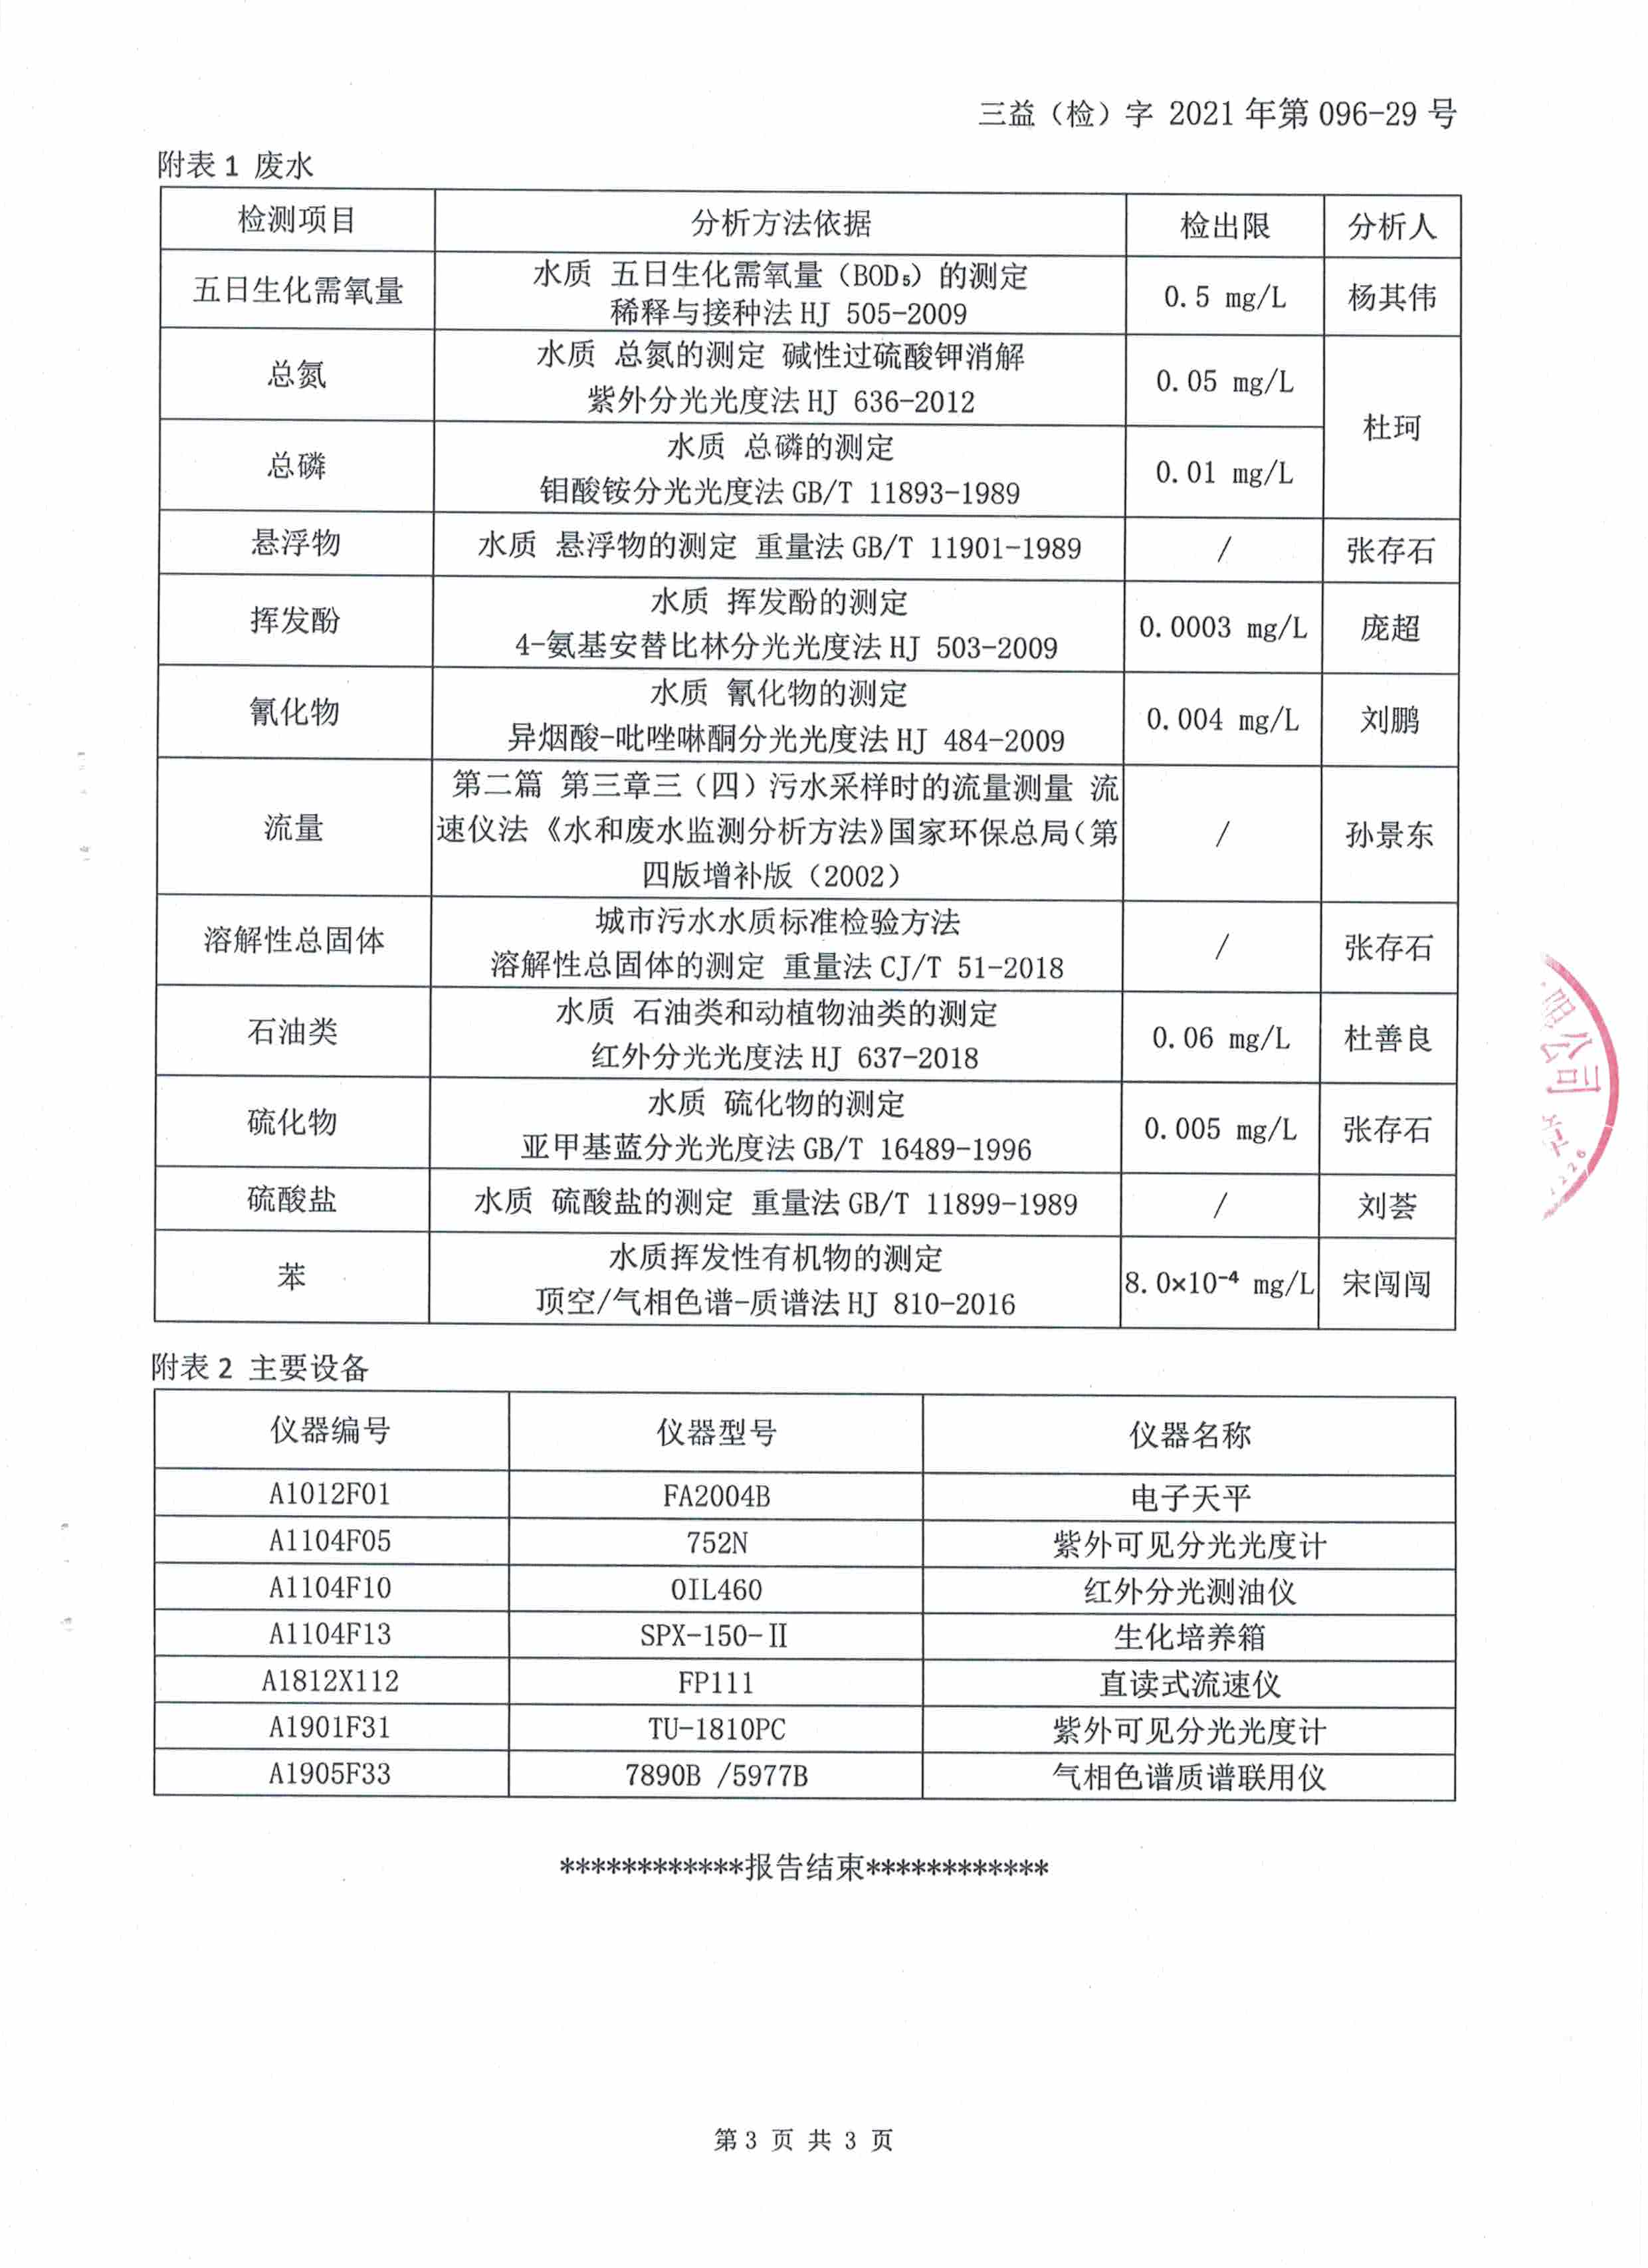 三益（检）字 2021 年第 096-29 号
附表 1 废水
检测项目 分析方法依据 检出限 分析人
五日生化需氧量 水质 五日生化需氧量（BOD₅）的测定
稀释与接种法 HJ 505-2009 0.5 mg/L 杨其伟
总氮 水质 总氮的测定 碱性过硫酸钾消解
紫外分光光度法 HJ 636-2012 0.05 mg/L 杜珂
总磷 水质 总磷的测定
钼酸铵分光光度法 GB/T 11893-1989 0.01 mg/L
悬浮物 水质 悬浮物的测定 重量法 GB/T 11901-1989 / 张存石
挥发酚 水质 挥发酚的测定
4-氨基安替比林分光光度法 HJ 503-2009 0.0003 mg/L 庞超
氰化物 水质 氰化物的测定
异烟酸-吡唑啉酮分光光度法 HJ 484-2009 0.004 mg/L 刘鹏
流量 第二篇 第三章三（四）污水采样时的流量测量 流
速仪法《水和废水监测分析方法》国家环保总局（第
四版增补版（2002） / 孙景东
溶解性总固体 城市污水水质标准检验方法
溶解性总固体的测定 重量法 CJ/T 51-2018 / 张存石
石油类 水质 石油类和动植物油类的测定
红外分光光度法 HJ 637-2018 0.06 mg/L 杜善良
硫化物 水质 硫化物的测定
亚甲基蓝分光光度法 GB/T 16489-1996 0.005 mg/L 张存石
硫酸盐 水质 硫酸盐的测定 重量法 GB/T 11899-1989 / 刘荟
苯 水质挥发性有机物的测定
顶空/气相色谱-质谱法 HJ 810-2016 8.0×10⁻⁴ mg/L 宋闯闯
附表 2 主要设备
仪器编号 仪器型号 仪器名称
A1012F01 FA2004B 电子天平
A1104F05 752N 紫外可见分光光度计
A1104F10 OIL460 红外分光测油仪
A1104F13 SPX-150-Ⅱ 生化培养箱
A1812X112 FP111 直读式流速仪
A1901F31 TU-1810PC 紫外可见分光光度计
A1905F33 7890B /5977B 气相色谱质谱联用仪
************报告结束************
第 3 页 共 3 页
公司